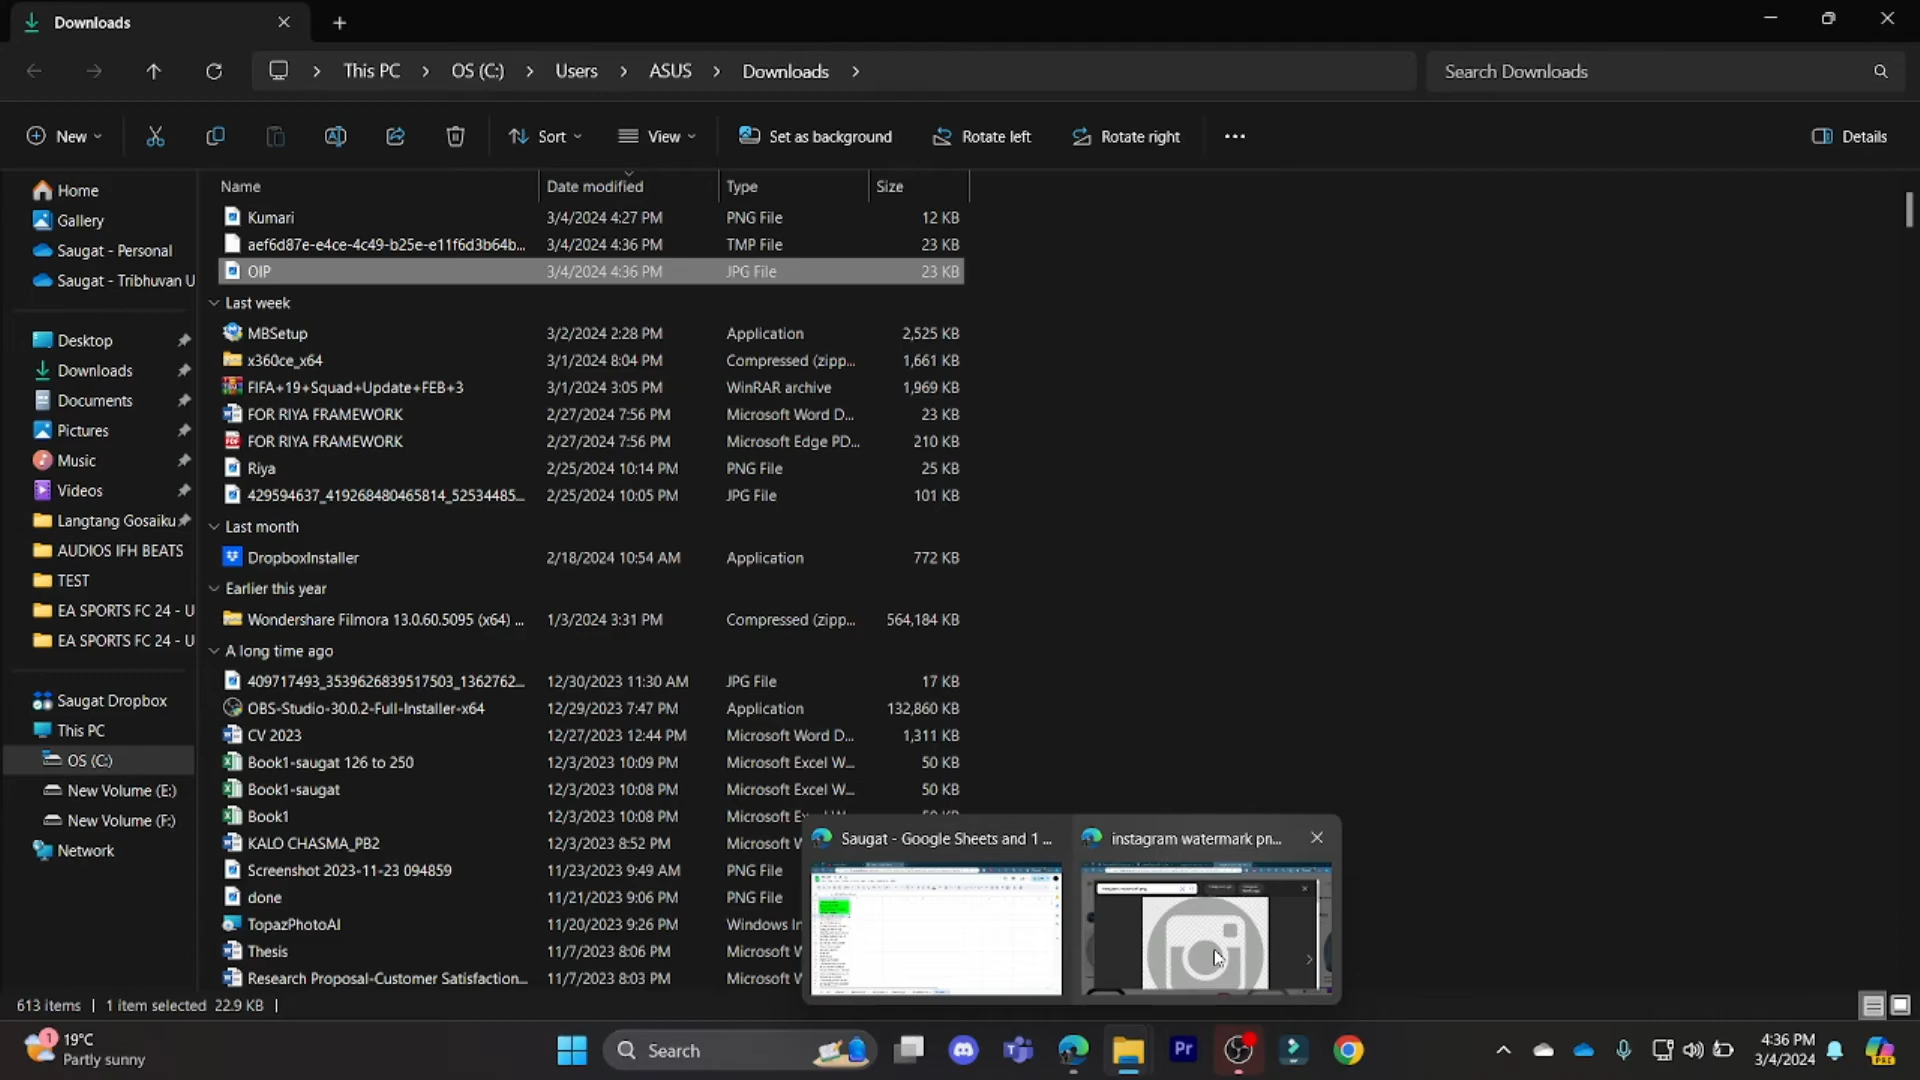 Downloads
This PC > OS (C:) > Users > ASUS > Downloads >
Search Downloads
New
Sort
View
Set as background
Rotate left
Rotate right
Details
Home
Gallery
Saugat - Personal
Saugat - Tribhuvan U
Desktop
Downloads
Documents
Pictures
Music
Videos
Langtang Gosaiku
AUDIOS IFH BEATS
TEST
EA SPORTS FC 24 - U
EA SPORTS FC 24 - U
Saugat Dropbox
This PC
OS (C:)
New Volume (E:)
New Volume (F:)
Network
Name Date modified Type Size
Kumari 3/4/2024 4:27 PM PNG File 12 KB
aef6d87e-e4ce-4c49-b25e-e11f6d3b64b... 3/4/2024 4:36 PM TMP File 23 KB
OIP 3/4/2024 4:36 PM JPG File 23 KB
Last week
MBSetup 3/2/2024 2:28 PM Application 2,525 KB
x360ce_x64 3/1/2024 8:04 PM Compressed (zipp... 1,661 KB
FIFA+19+Squad+Update+FEB+3 3/1/2024 3:05 PM WinRAR archive 1,969 KB
FOR RIYA FRAMEWORK 2/27/2024 7:56 PM Microsoft Word D... 23 KB
FOR RIYA FRAMEWORK 2/27/2024 7:56 PM Microsoft Edge PD... 210 KB
Riya 2/25/2024 10:14 PM PNG File 25 KB
429594637_419268480465814_52534485... 2/25/2024 10:05 PM JPG File 101 KB
Last month
DropboxInstaller 2/18/2024 10:54 AM Application 772 KB
Earlier this year
Wondershare Filmora 13.0.60.5095 (x64) ... 1/3/2024 3:31 PM Compressed (zipp... 564,184 KB
A long time ago
409717493_3539626839517503_1362762... 12/30/2023 11:30 AM JPG File 17 KB
OBS-Studio-30.0.2-Full-Installer-x64 12/29/2023 7:47 PM Application 132,860 KB
CV 2023 12/27/2023 12:44 PM Microsoft Word D... 1,311 KB
Book1-saugat 126 to 250 12/3/2023 10:09 PM Microsoft Excel W... 50 KB
Book1-saugat 12/3/2023 10:08 PM Microsoft Excel W... 50 KB
Book1 12/3/2023 10:08 PM Microsoft
KALO CHASMA_PB2 12/3/2023 8:52 PM Microsoft
Screenshot 2023-11-23 094859 11/23/2023 9:49 AM PNG File
done 11/21/2023 9:06 PM PNG File
TopazPhotoAI 11/20/2023 9:26 PM Windows
Thesis 11/7/2023 8:06 PM Microsoft
Research Proposal-Customer Satisfaction... 11/7/2023 8:03 PM Microsoft
Saugat - Google Sheets and 1 ...
instagram watermark pn...
613 items | 1 item selected 22.9 KB |
1
19°C
Partly sunny
Search
Pr
4:36 PM
3/4/2024
PRE